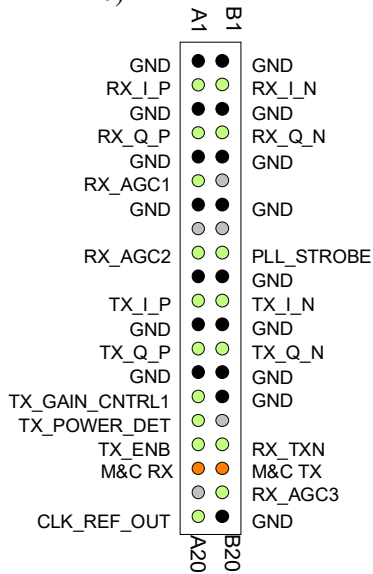 A1 B1
GND GND
RX_I_P RX_I_N
GND GND
RX_Q_P RX_Q_N
GND GND
RX_AGC1
GND GND
RX_AGC2 PLL_STROBE
GND
TX_I_P TX_I_N
GND GND
TX_Q_P TX_Q_N
GND GND
TX_GAIN_CNTRL1 GND
TX_POWER_DET
TX_ENB RX_TXN
M&C RX M&C TX
RX_AGC3
CLK_REF_OUT GND
A20 B20